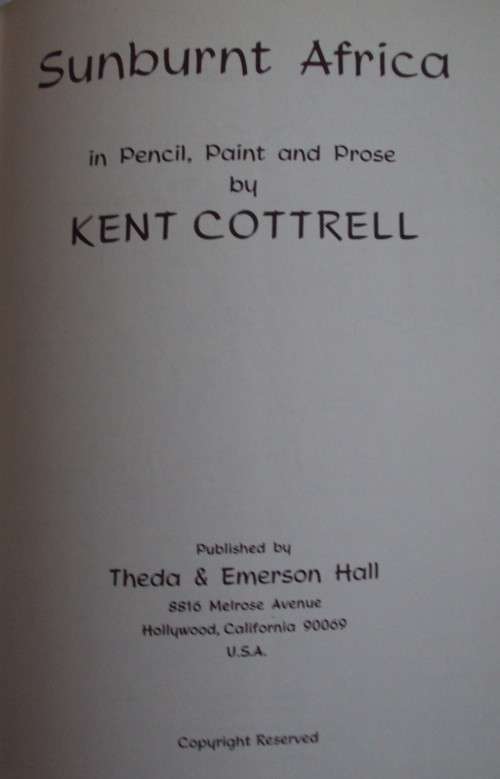 Sunburnt Africa
in Pencil, Paint and Prose
by
KENT COTTRELL
Published by
Theda & Emerson Hall
8816 Melrose Avenue
Hollywood, California 90069
U.S.A.
Copyright Reserved